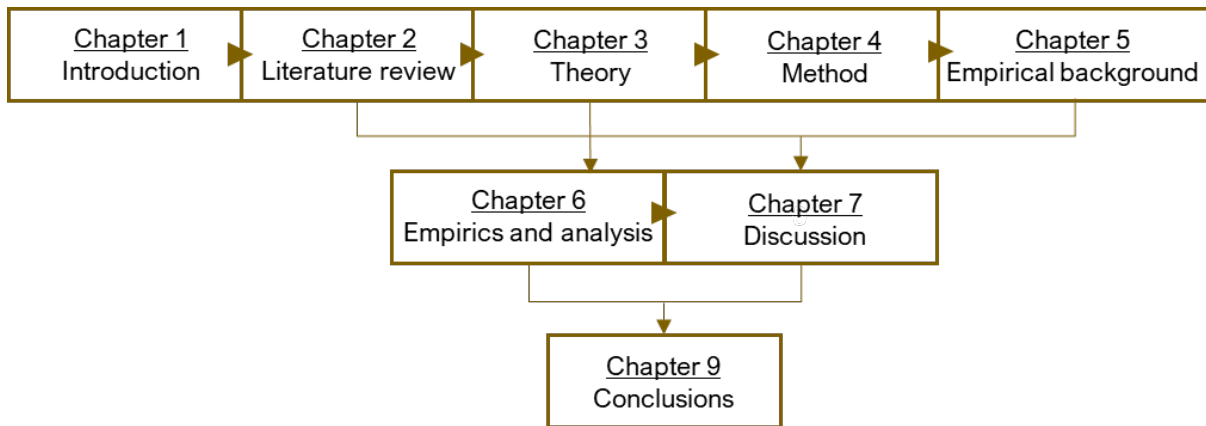 Chapter 1
Introduction
Chapter 2
Literature review
Chapter 3
Theory
Chapter 4
Method
Chapter 5
Empirical background
Chapter 6
Empirics and analysis
Chapter 7
Discussion
Chapter 9
Conclusions